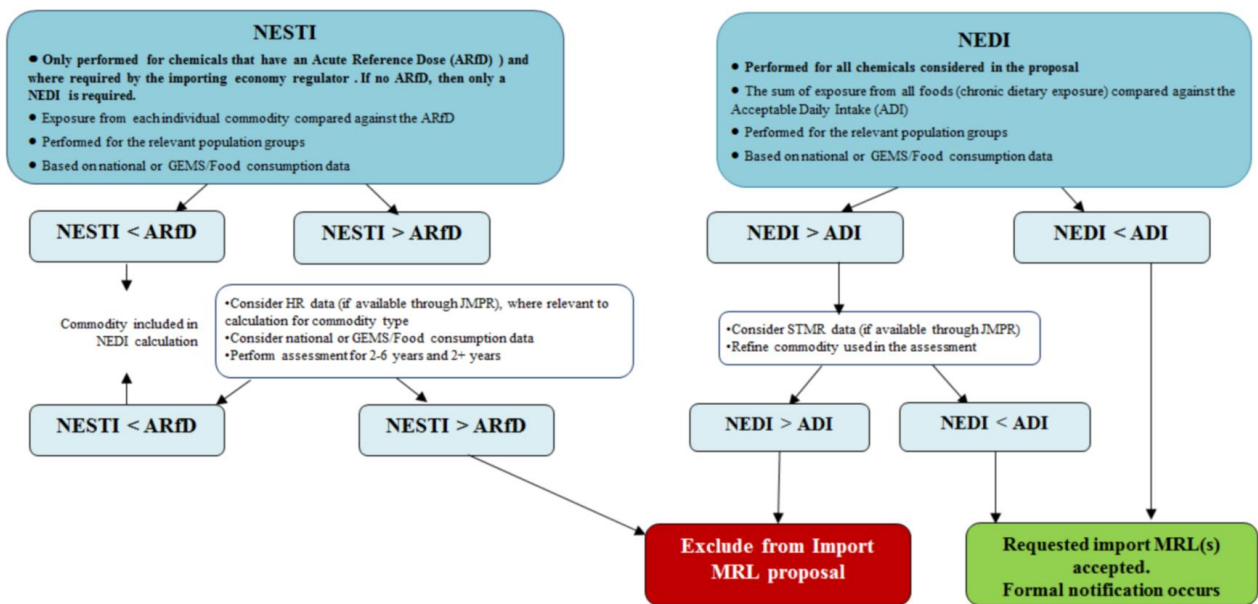 NESTI
● Only performed for chemicals that have an Acute Reference Dose (ARfD) ) and
where required by the importing economy regulator . If no ARfD, then only a
NEDI is required.
● Exposure from each individual commodity compared against the ARfD
● Performed for the relevant population groups
● Based on national or GEMS/Food consumption data
NEDI
● Performed for all chemicals considered in the proposal
● The sum of exposure from all foods (chronic dietary exposure) compared against the
Acceptable Daily Intake (ADI)
● Performed for the relevant population groups
● Based on national or GEMS/Food consumption data
NESTI < ARfD
NESTI > ARfD
NEDI > ADI
NEDI < ADI
Commodity included in
NEDI calculation
•Consider HR data (if available through JMPR), where relevant to
calculation for commodity type
•Consider national or GEMS/Food consumption data
•Perform assessment for 2-6 years and 2+ years
•Consider STMR data (if available through JMPR)
•Refine commodity used in the assessment
NESTI < ARfD
NESTI > ARfD
NEDI > ADI
NEDI < ADI
Exclude from Import
MRL proposal
Requested import MRL(s)
accepted.
Formal notification occurs